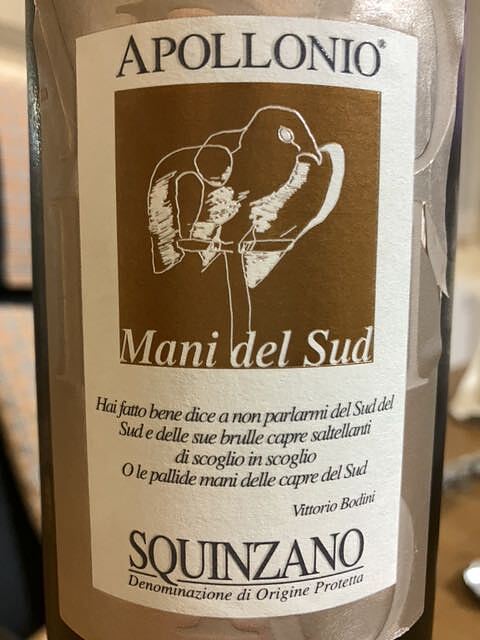 APOLLONIO®
Mani del Sud
Hai fatto bene dice a non parlarmi del Sud del
Sud e delle sue brulle capre saltellanti
di scoglio in scoglio
O le pallide mani delle capre del Sud
Vittorio Bodini
SQUINZANO
Denominazione di Origine Protetta